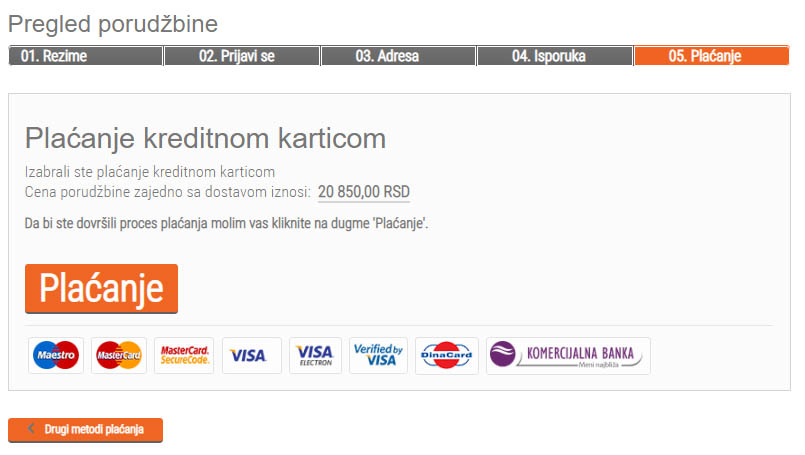 Pregled porudžbine
01. Rezime 02. Prijavi se 03. Adresa 04. Isporuka 05. Plaćanje
Plaćanje kreditnom karticom
Izabrali ste plaćanje kreditnom karticom
Cena porudžbine zajedno sa dostavom iznosi: 20 850,00 RSD
Da bi ste dovršili proces plaćanja molim vas kliknite na dugme 'Plaćanje'.
Plaćanje
Maestro MasterCard MasterCard. SecureCode. VISA VISA ELECTRON Verified by VISA DinaCard KOMERCIJALNA BANKA Meni najbliža
Drugi metodi plaćanja